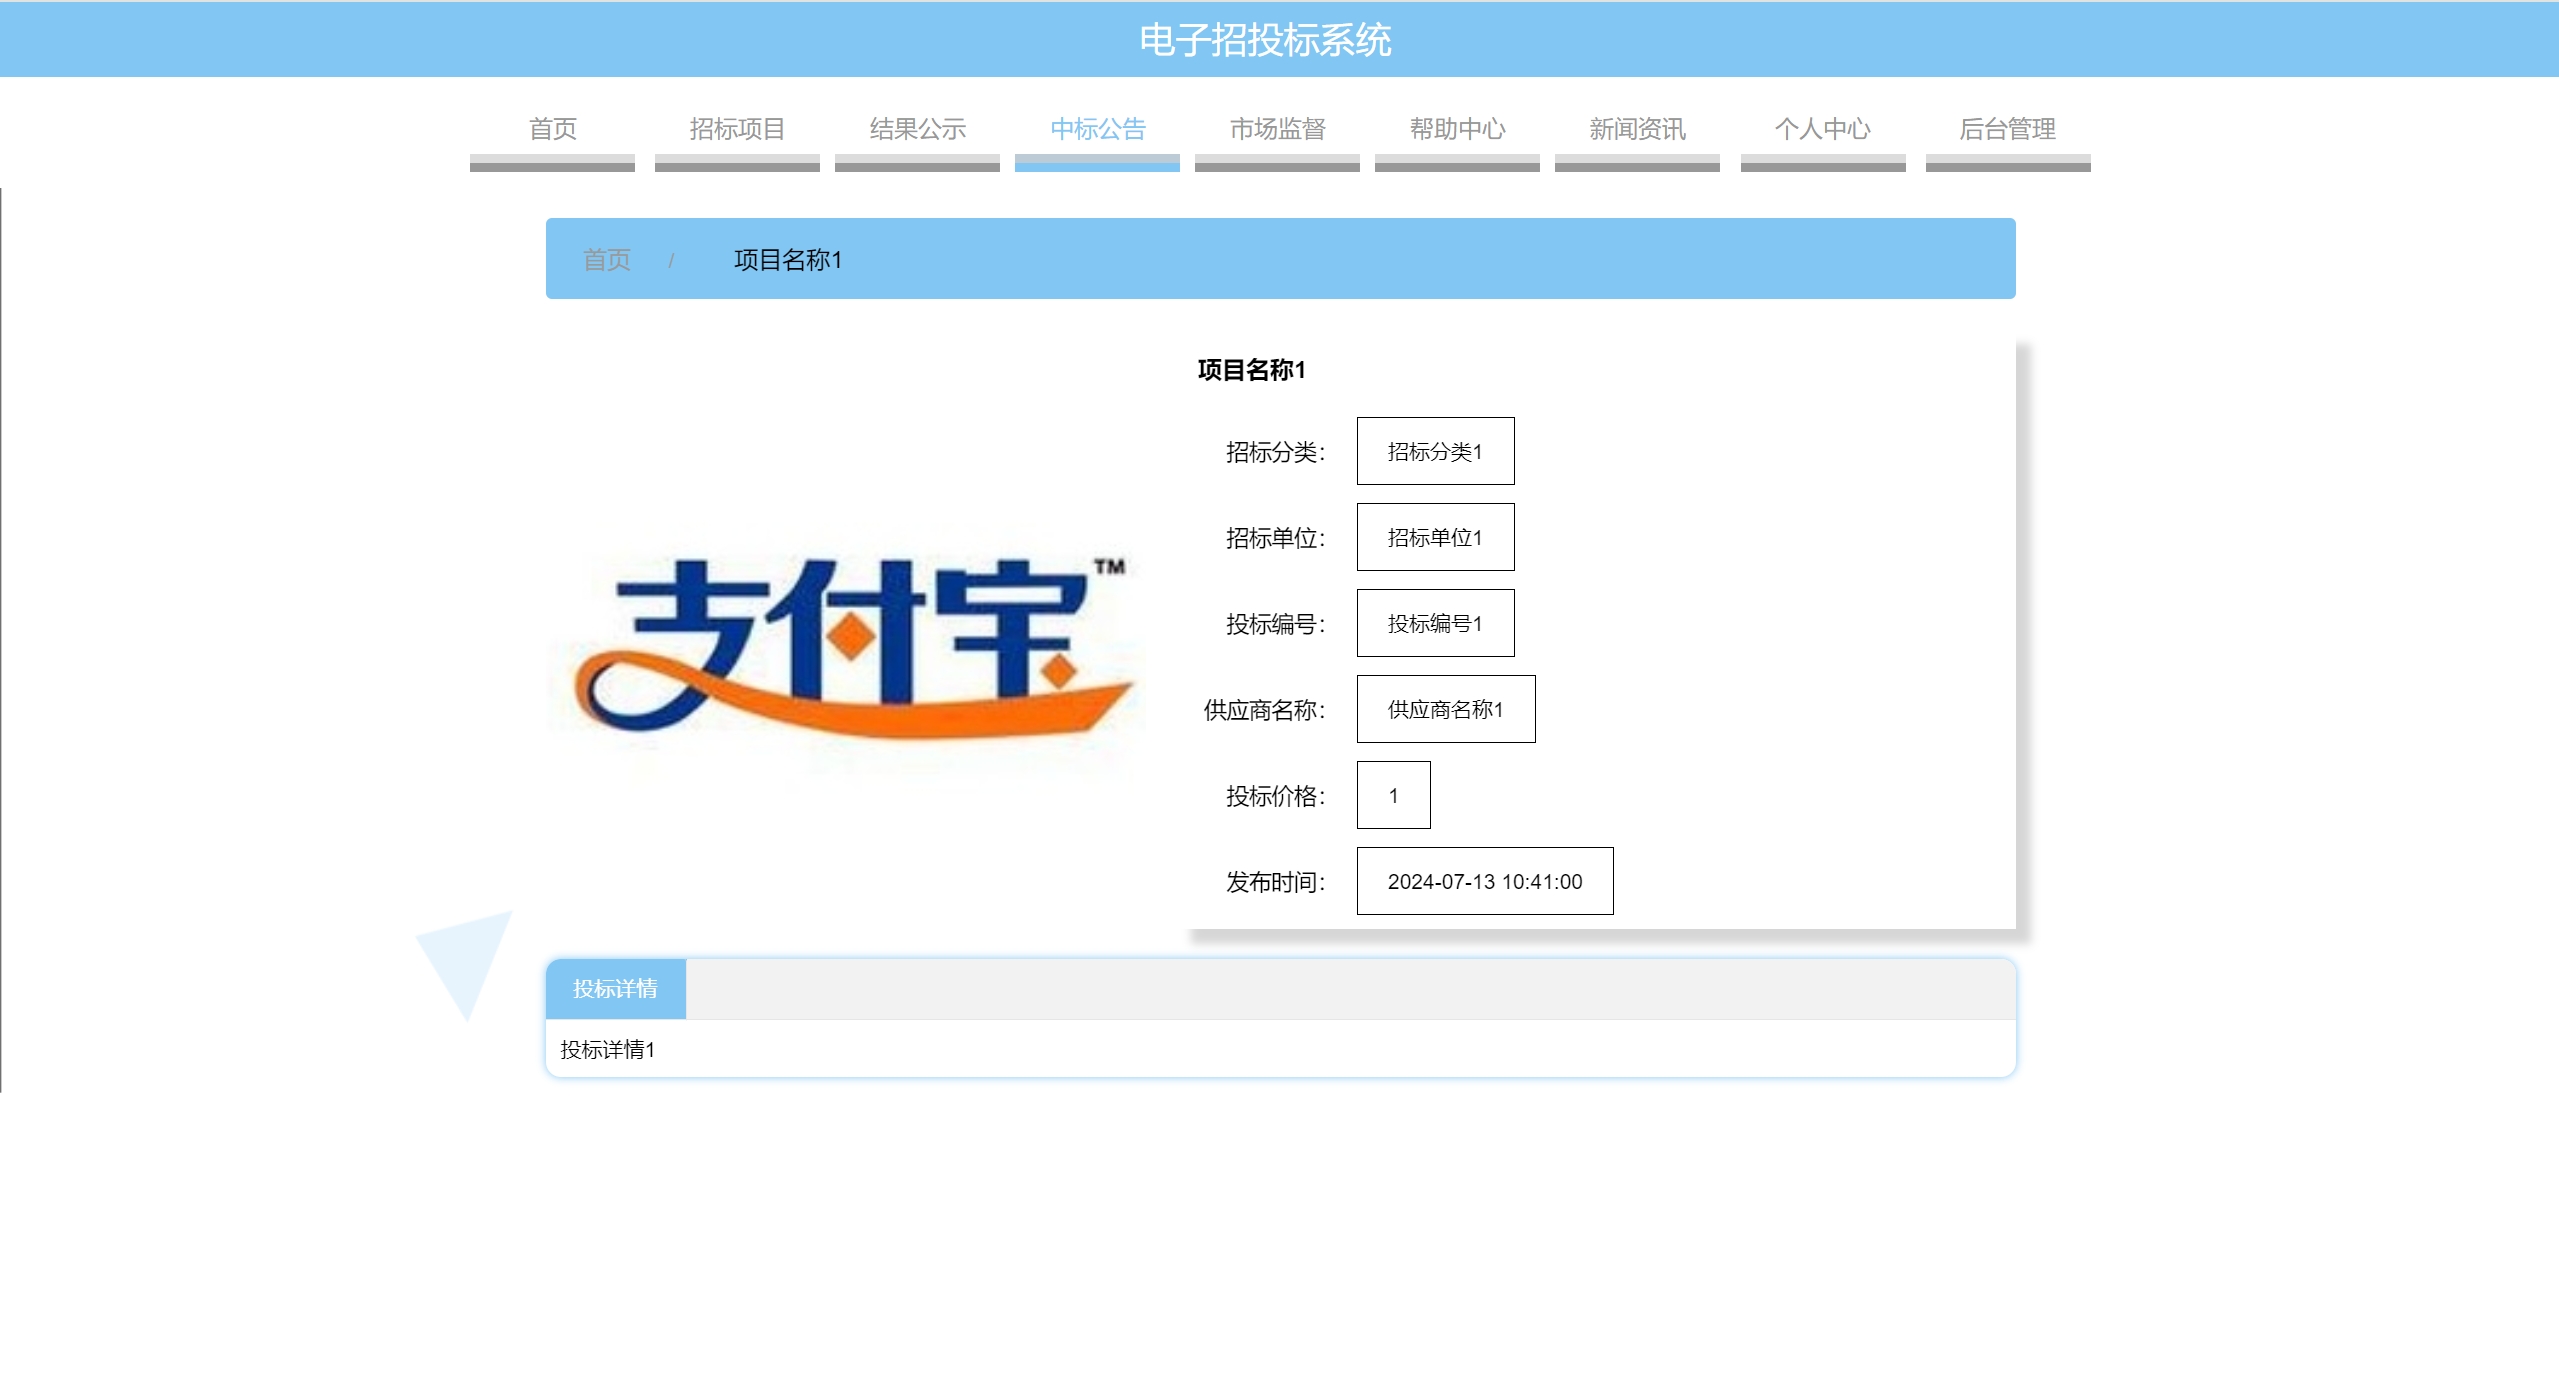 电子招投标系统
首页 招标项目 结果公示 中标公告 市场监督 帮助中心 新闻资讯 个人中心 后台管理
首页 / 项目名称1
支付宝™
项目名称1
招标分类： 招标分类1
招标单位： 招标单位1
投标编号： 投标编号1
供应商名称： 供应商名称1
投标价格： 1
发布时间： 2024-07-13 10:41:00
投标详情
投标详情1